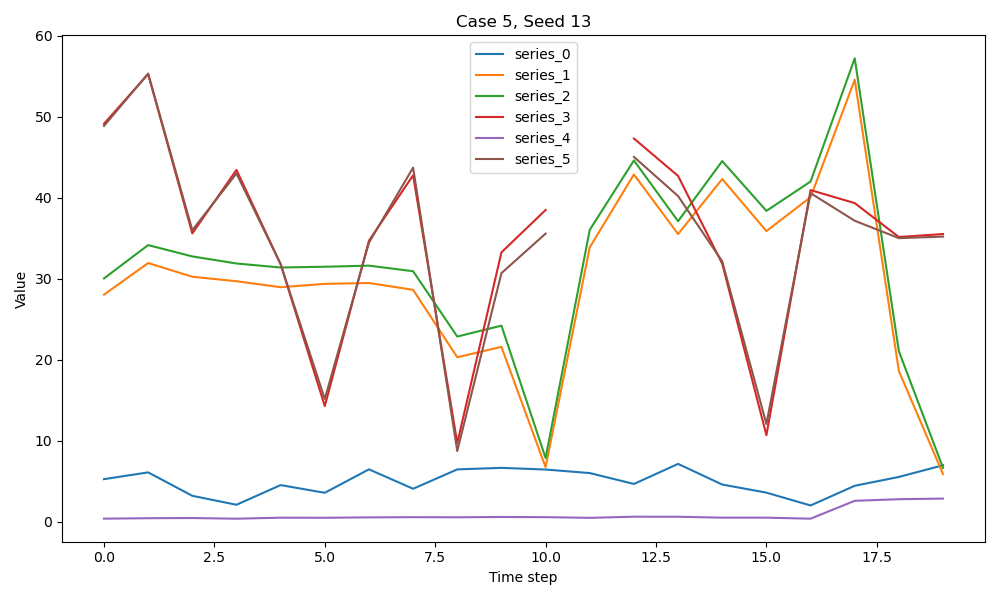 Case 5, Seed 13
series_0
series_1
series_2
series_3
series_4
series_5
60
50
40
30
20
10
0
Value
0.0 2.5 5.0 7.5 10.0 12.5 15.0 17.5
Time step